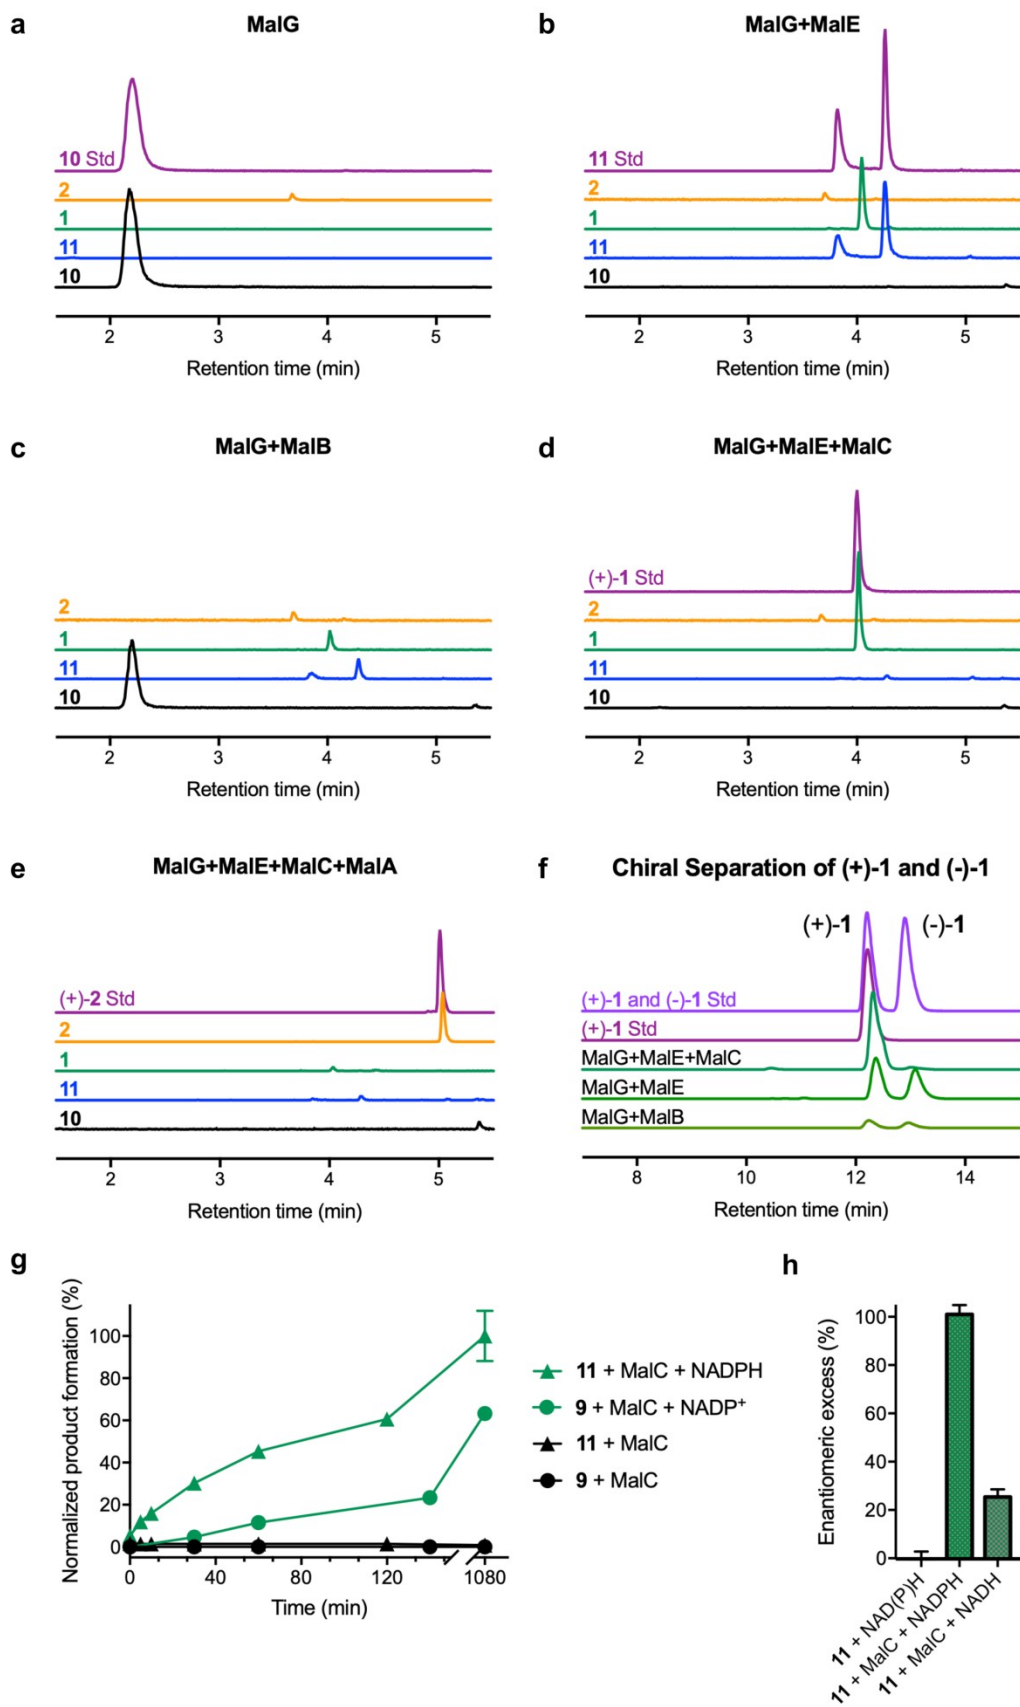 a
MalG
10 Std
2
1
11
10
2 3 4 5
Retention time (min)
b
MalG+MalE
11 Std
2
1
11
10
2 3 4 5
Retention time (min)
c
MalG+MalB
2
1
11
10
2 3 4 5
Retention time (min)
d
MalG+MalE+MalC
(+)-1 Std
2
1
11
10
2 3 4 5
Retention time (min)
e
MalG+MalE+MalC+MalA
(+)-2 Std
2
1
11
10
2 3 4 5
Retention time (min)
f
Chiral Separation of (+)-1 and (-)-1
(+)-1 (-)-1
(+)-1 and (-)-1 Std
(+)-1 Std
MalG+MalE+MalC
MalG+MalE
MalG+MalB
8 10 12 14
Retention time (min)
g
Normalized product formation (%)
100
80
60
40
20
0
0 40 80 120 1080
Time (min)
11 + MalC + NADPH
9 + MalC + NADP⁺
11 + MalC
9 + MalC
h
Enantiomeric excess (%)
100
80
60
40
20
0
11 + NAD(P)H
11 + MalC + NADPH
11 + MalC + NADH